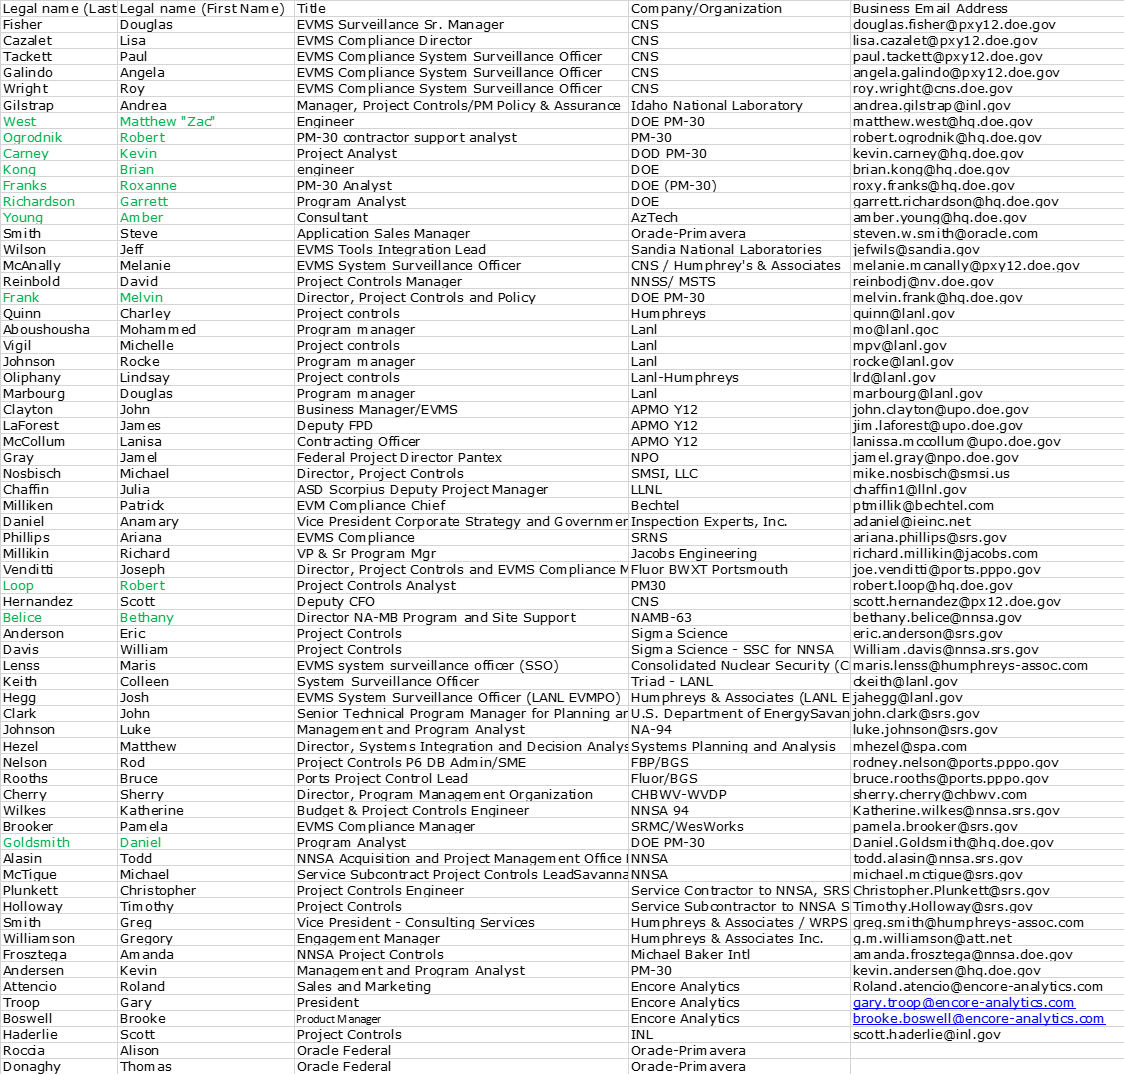 Legal name (Last Legal name (First Name) Title Company/Organization Business Email Address
Fisher Douglas EVMS Surveillance Sr. Manager CNS douglas.fisher@pxy12.doe.gov
Cazalet Lisa EVMS Compliance Director CNS lisa.cazalet@pxy12.doe.gov
Tackett Paul EVMS Compliance System Surveillance Officer CNS paul.tackett@pxy12.doe.gov
Galindo Angela EVMS Compliance System Surveillance Officer CNS angela.galindo@pxy12.doe.gov
Wright Roy EVMS Compliance System Surveillance Officer CNS roy.wright@cns.doe.gov
Gilstrap Andrea Manager, Project Controls/PM Policy & Assurance Idaho National Laboratory andrea.gilstrap@inl.gov
West Matthew "Zac" Engineer DOE PM-30 matthew.west@hq.doe.gov
Ogrodnik Robert PM-30 contractor support analyst PM-30 robert.ogrodnik@hq.doe.gov
Carney Kevin Project Analyst DOD PM-30 kevin.carney@hq.doe.gov
Kong Brian engineer DOE brian.kong@hq.doe.gov
Franks Roxanne PM-30 Analyst DOE (PM-30) roxy.franks@hq.doe.gov
Richardson Garrett Program Analyst DOE garrett.richardson@hq.doe.gov
Young Amber Consultant AzTech amber.young@hq.doe.gov
Smith Steve Application Sales Manager Oracle-Primavera steven.w.smith@oracle.com
Wilson Jeff EVMS Tools Integration Lead Sandia National Laboratories jefwils@sandia.gov
McAnally Melanie EVMS System Surveillance Officer CNS / Humphrey's & Associates melanie.mcanally@pxy12.doe.gov
Reinbold David Project Controls Manager NNSS/ MSTS reinbodj@nv.doe.gov
Frank Melvin Director, Project Controls and Policy DOE PM-30 melvin.frank@hq.doe.gov
Quinn Charley Project controls Humphreys quinn@lanl.gov
Aboushousha Mohammed Program manager Lanl mo@lanl.goc
Vigil Michelle Project controls Lanl mpv@lanl.gov
Johnson Rocke Program manager Lanl rocke@lanl.gov
Oliphany Lindsay Project controls Lanl-Humphreys lrd@lanl.gov
Marbourg Douglas Program manager Lanl marbourg@lanl.gov
Clayton John Business Manager/EVMS APMO Y12 john.clayton@upo.doe.gov
LaForest James Deputy FPD APMO Y12 jim.laforest@upo.doe.gov
McCollum Lanisa Contracting Officer APMO Y12 lanissa.mccollum@upo.doe.gov
Gray Jamel Federal Project Director Pantex NPO jamel.gray@npo.doe.gov
Nosbisch Michael Director, Project Controls SMSI, LLC mike.nosbisch@smsi.us
Chaffin Julia ASD Scorpius Deputy Project Manager LLNL chaffin1@llnl.gov
Milliken Patrick EVM Compliance Chief Bechtel ptmillik@bechtel.com
Daniel Anamary Vice President Corporate Strategy and Governmer Inspection Experts, Inc. adaniel@ieinc.net
Phillips Ariana EVMS Compliance SRNS ariana.phillips@srs.gov
Millikin Richard VP & Sr Program Mgr Jacobs Engineering richard.millikin@jacobs.com
Venditti Joseph Director, Project Controls and EVMS Compliance M Fluor BWXT Portsmouth joe.venditti@ports.pppo.gov
Loop Robert Project Controls Analyst PM30 robert.loop@hq.doe.gov
Hernandez Scott Deputy CFO CNS scott.hernandez@px12.doe.gov
Belice Bethany Director NA-MB Program and Site Support NAMB-63 bethany.belice@nnsa.gov
Anderson Eric Project Controls Sigma Science eric.anderson@srs.gov
Davis William Project Controls Sigma Science - SSC for NNSA William.davis@nnsa.srs.gov
Lenss Maris EVMS system surveillance officer (SSO) Consolidated Nuclear Security (C maris.lenss@humphreys-assoc.com
Keith Colleen System Surveillance Officer Triad - LANL ckeith@lanl.gov
Hegg Josh EVMS System Surveillance Officer (LANL EVMPO) Humphreys & Associates (LANL E jahegg@lanl.gov
Clark John Senior Technical Program Manager for Planning ar U.S. Department of EnergySavan john.clark@srs.gov
Johnson Luke Management and Program Analyst NA-94 luke.johnson@srs.gov
Hezel Matthew Director, Systems Integration and Decision Analys Systems Planning and Analysis mhezel@spa.com
Nelson Rod Project Controls P6 DB Admin/SME FBP/BGS rodney.nelson@ports.pppo.gov
Rooths Bruce Ports Project Control Lead Fluor/BGS bruce.rooths@ports.pppo.gov
Cherry Sherry Director, Program Management Organization CHBWV-WVDP sherry.cherry@chbwv.com
Wilkes Katherine Budget & Project Controls Engineer NNSA 94 Katherine.wilkes@nnsa.srs.gov
Brooker Pamela EVMS Compliance Manager SRMC/WesWorks pamela.brooker@srs.gov
Goldsmith Daniel Program Analyst DOE PM-30 Daniel.Goldsmith@hq.doe.gov
Alasin Todd NNSA Acquisition and Project Management Office I NNSA todd.alasin@nnsa.srs.gov
McTigue Michael Service Subcontract Project Controls LeadSavanna NNSA michael.mctigue@srs.gov
Plunkett Christopher Project Controls Engineer Service Contractor to NNSA, SRS Christopher.Plunkett@srs.gov
Holloway Timothy Project Controls Service Subcontractor to NNSA S Timothy.Holloway@srs.gov
Smith Greg Vice President - Consulting Services Humphreys & Associates / WRPS greg.smith@humphreys-assoc.com
Williamson Gregory Engagement Manager Humphreys & Associates Inc. g.m.williamson@att.net
Frosztega Amanda NNSA Project Controls Michael Baker Intl amanda.frosztega@nnsa.doe.gov
Andersen Kevin Management and Program Analyst PM-30 kevin.andersen@hq.doe.gov
Attencio Roland Sales and Marketing Encore Analytics Roland.atencio@encore-analytics.com
Troop Gary President Encore Analytics gary.troop@encore-analytics.com
Boswell Brooke Product Manager Encore Analytics brooke.boswell@encore-analytics.com
Haderlie Scott Project Controls INL scott.haderlie@inl.gov
Roccia Alison Oracle Federal Oracle-Primavera
Donaghy Thomas Oracle Federal Oracle-Primavera